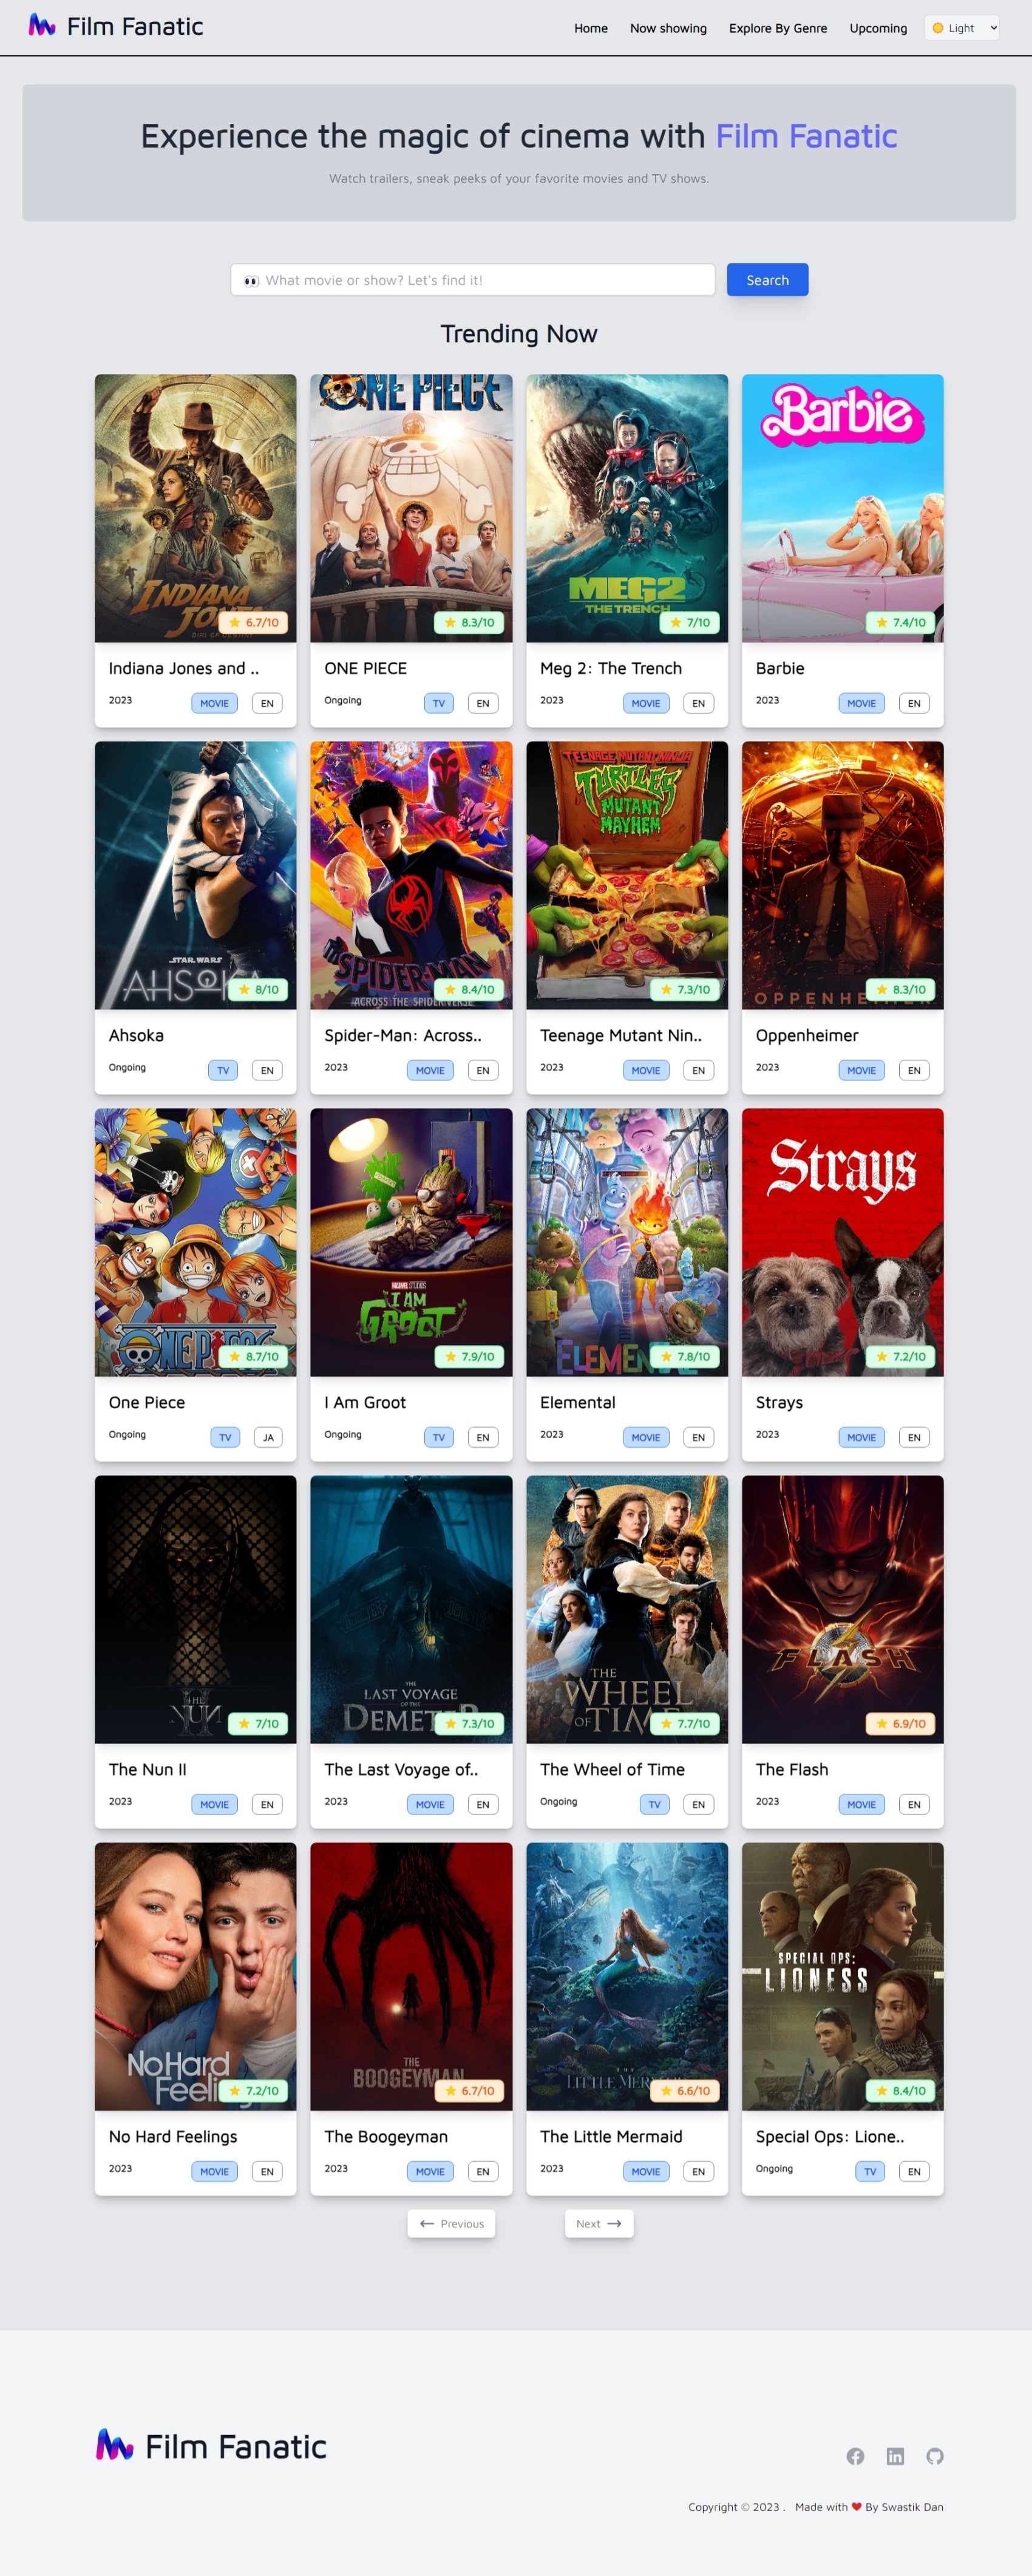 Film Fanatic
Home Now showing Explore By Genre Upcoming Light
Experience the magic of cinema with Film Fanatic
Watch trailers, sneak peeks of your favorite movies and TV shows.
What movie or show? Let's find it! Search
Trending Now
INDIANA
DIAL OF DESTINY
6.7/10
ONE PIECE
8.3/10
MEG2
THE TRENCH
7/10
Barbie
7.4/10
Indiana Jones and ..
2023 MOVIE EN
ONE PIECE
Ongoing TV EN
Meg 2: The Trench
2023 MOVIE EN
Barbie
2023 MOVIE EN
STAR WARS
AHSOKA
8/10
SPIDER-MAN
ACROSS THE SPIDER-VERSE
8.4/10
TEENAGE MUTANT NINJA
TURTLES
MUTANT
MAYHEM
7.3/10
OPPENHEIMER
8.3/10
Ahsoka
Ongoing TV EN
Spider-Man: Across..
2023 MOVIE EN
Teenage Mutant Nin..
2023 MOVIE EN
Oppenheimer
2023 MOVIE EN
ONE PIECE
8.7/10
MARVEL STUDIOS
I AM
GROOT
7.9/10
ELEMENTAL
7.8/10
Strays
7.2/10
One Piece
Ongoing TV JA
I Am Groot
Ongoing TV EN
Elemental
2023 MOVIE EN
Strays
2023 MOVIE EN
THE
NUN II
7/10
THE
LAST VOYAGE
OF THE
DEMETER
7.3/10
THE
WHEEL
OF TIME
7.7/10
FLASH
6.9/10
The Nun II
2023 MOVIE EN
The Last Voyage of..
2023 MOVIE EN
The Wheel of Time
Ongoing TV EN
The Flash
2023 MOVIE EN
No Hard
Feelings
7.2/10
THE
BOOGEYMAN
6.7/10
THE
LITTLE MERMAID
6.6/10
SPECIAL OPS:
LIONESS
8.4/10
No Hard Feelings
2023 MOVIE EN
The Boogeyman
2023 MOVIE EN
The Little Mermaid
2023 MOVIE EN
Special Ops: Lione..
Ongoing TV EN
← Previous Next →
Film Fanatic
Copyright © 2023 . Made with ❤ By Swastik Dan